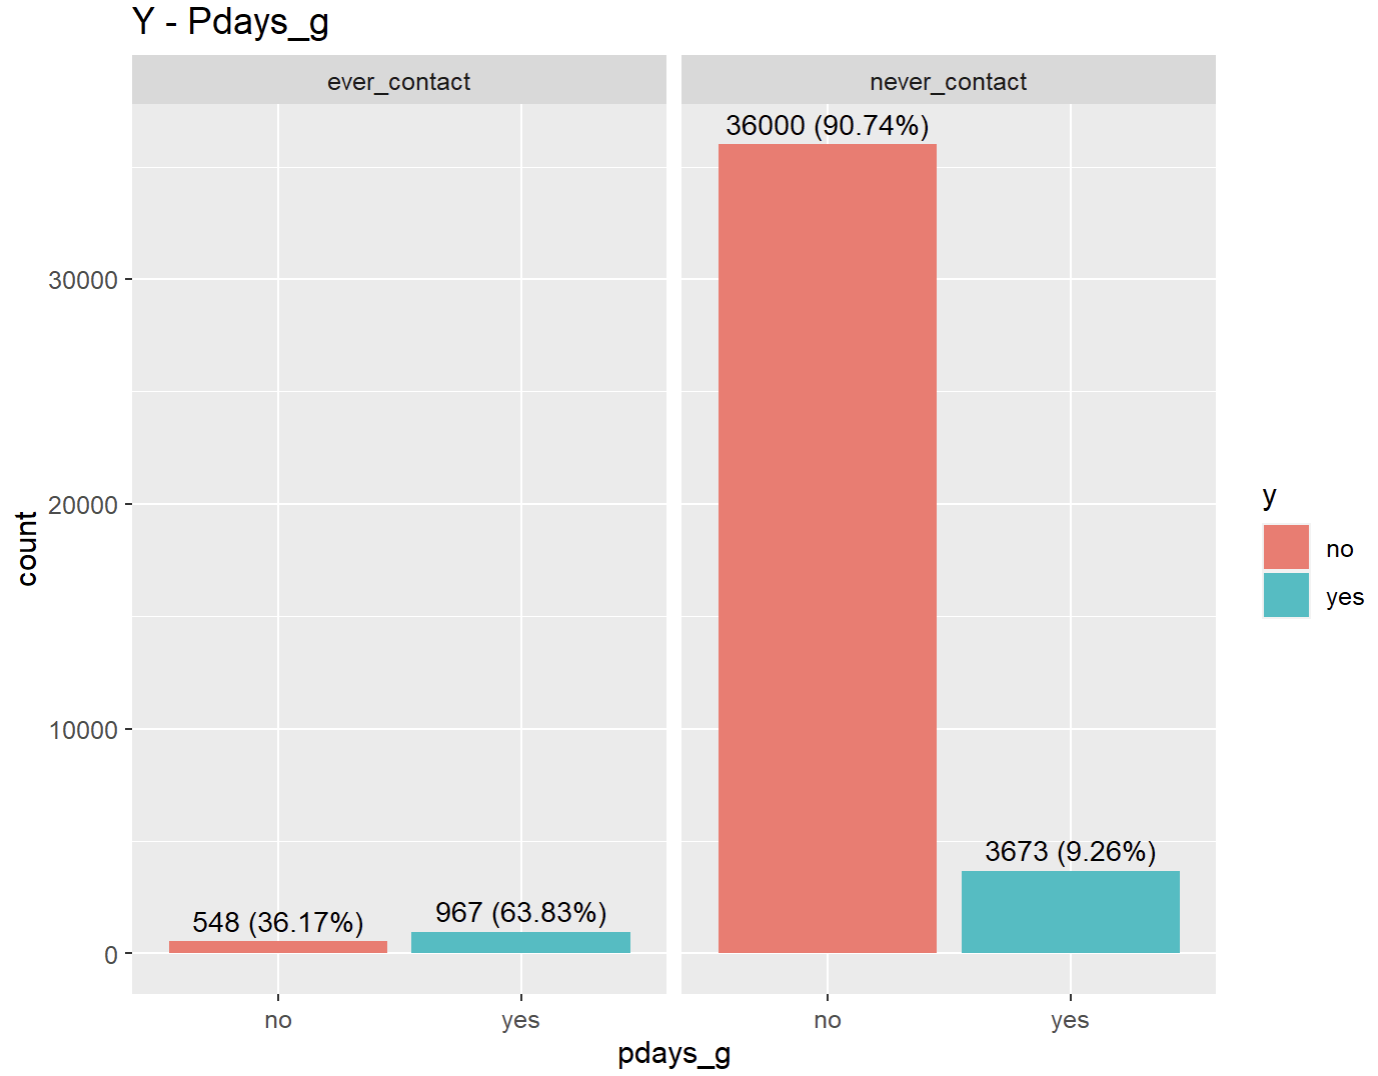 Y - Pdays_g
ever_contact
never_contact
36000 (90.74%)
30000
20000
10000
0
count
548 (36.17%)
967 (63.83%)
3673 (9.26%)
no
yes
no
yes
pdays_g
y
no
yes